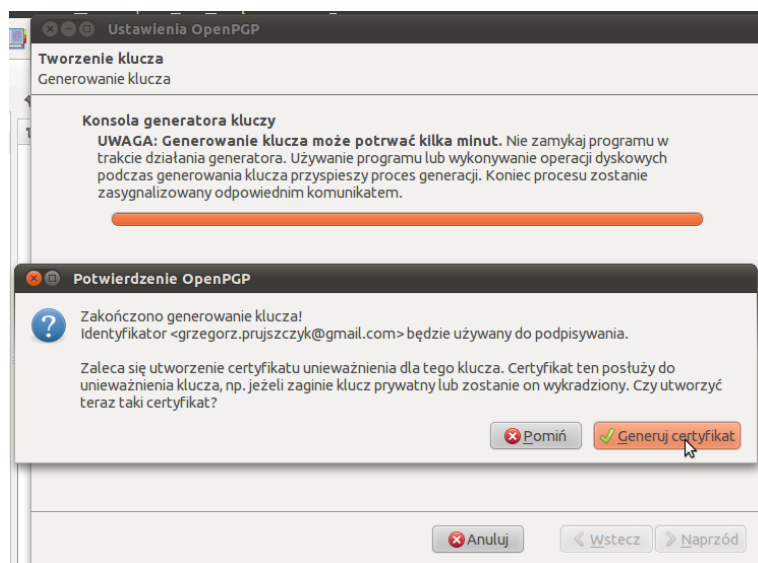 Ustawienia OpenPGP
Tworzenie klucza
Generowanie klucza
Konsola generatora kluczy
UWAGA: Generowanie klucza może potrwać kilka minut. Nie zamykaj programu w
trakcie działania generatora. Używanie programu lub wykonywanie operacji dyskowych
podczas generowania klucza przyspieszy proces generacji. Koniec procesu zostanie
zasygnalizowany odpowiednim komunikatem.
Potwierdzenie OpenPGP
Zakończono generowanie klucza!
Identyfikator <grzegorz.prujszczyk@gmail.com> będzie używany do podpisywania.
Zaleca się utworzenie certyfikatu unieważnienia dla tego klucza. Certyfikat ten posłuży do
unieważnienia klucza, np. jeżeli zaginie klucz prywatny lub zostanie on wykradziony. Czy utworzyć
teraz taki certyfikat?
Pomiń Generuj certyfikat
Anuluj Wstecz Naprzód